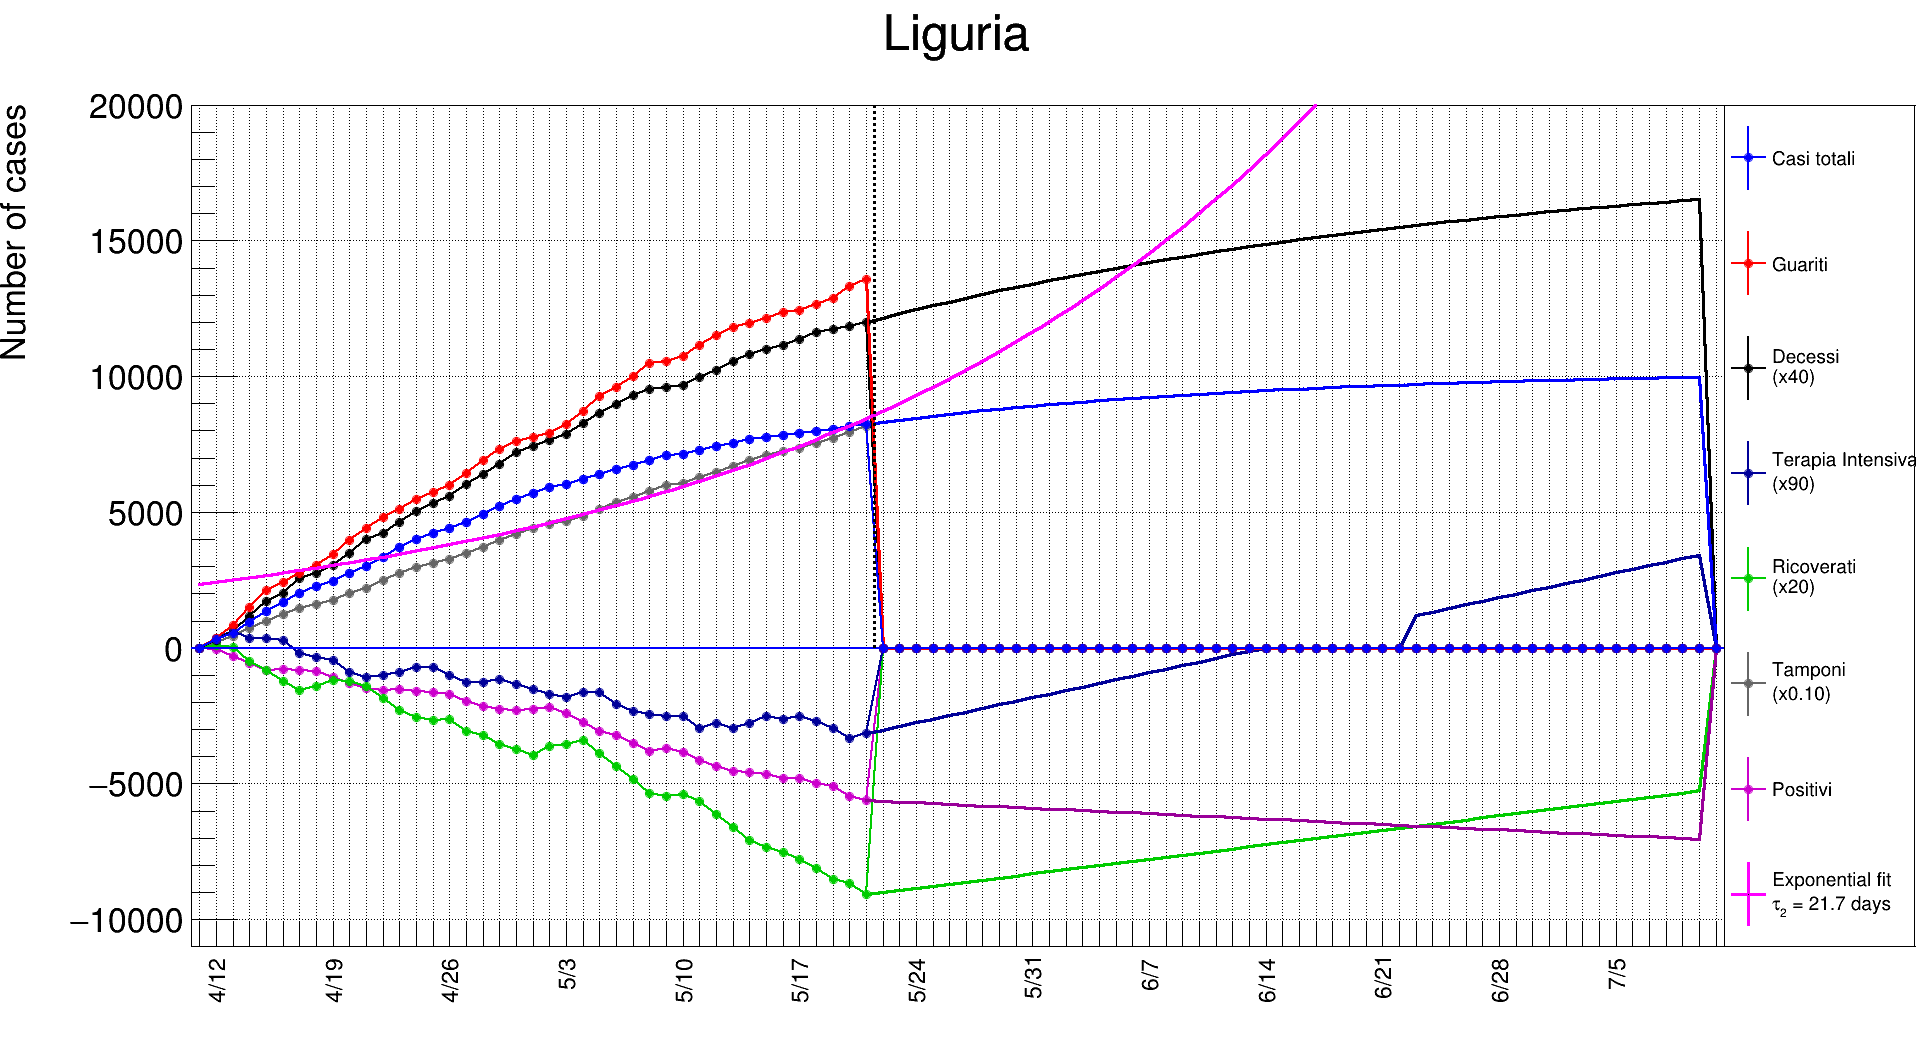 Liguria
Number of cases
20000
15000
10000
5000
0
−5000
−10000
4/12
4/19
4/26
5/3
5/10
5/17
5/24
5/31
6/7
6/14
6/21
6/28
7/5
Casi totali
Guariti
Decessi
(x40)
Terapia Intensiva
(x90)
Ricoverati
(x20)
Tamponi
(x0.10)
Positivi
Exponential fit
τ2 = 21.7 days